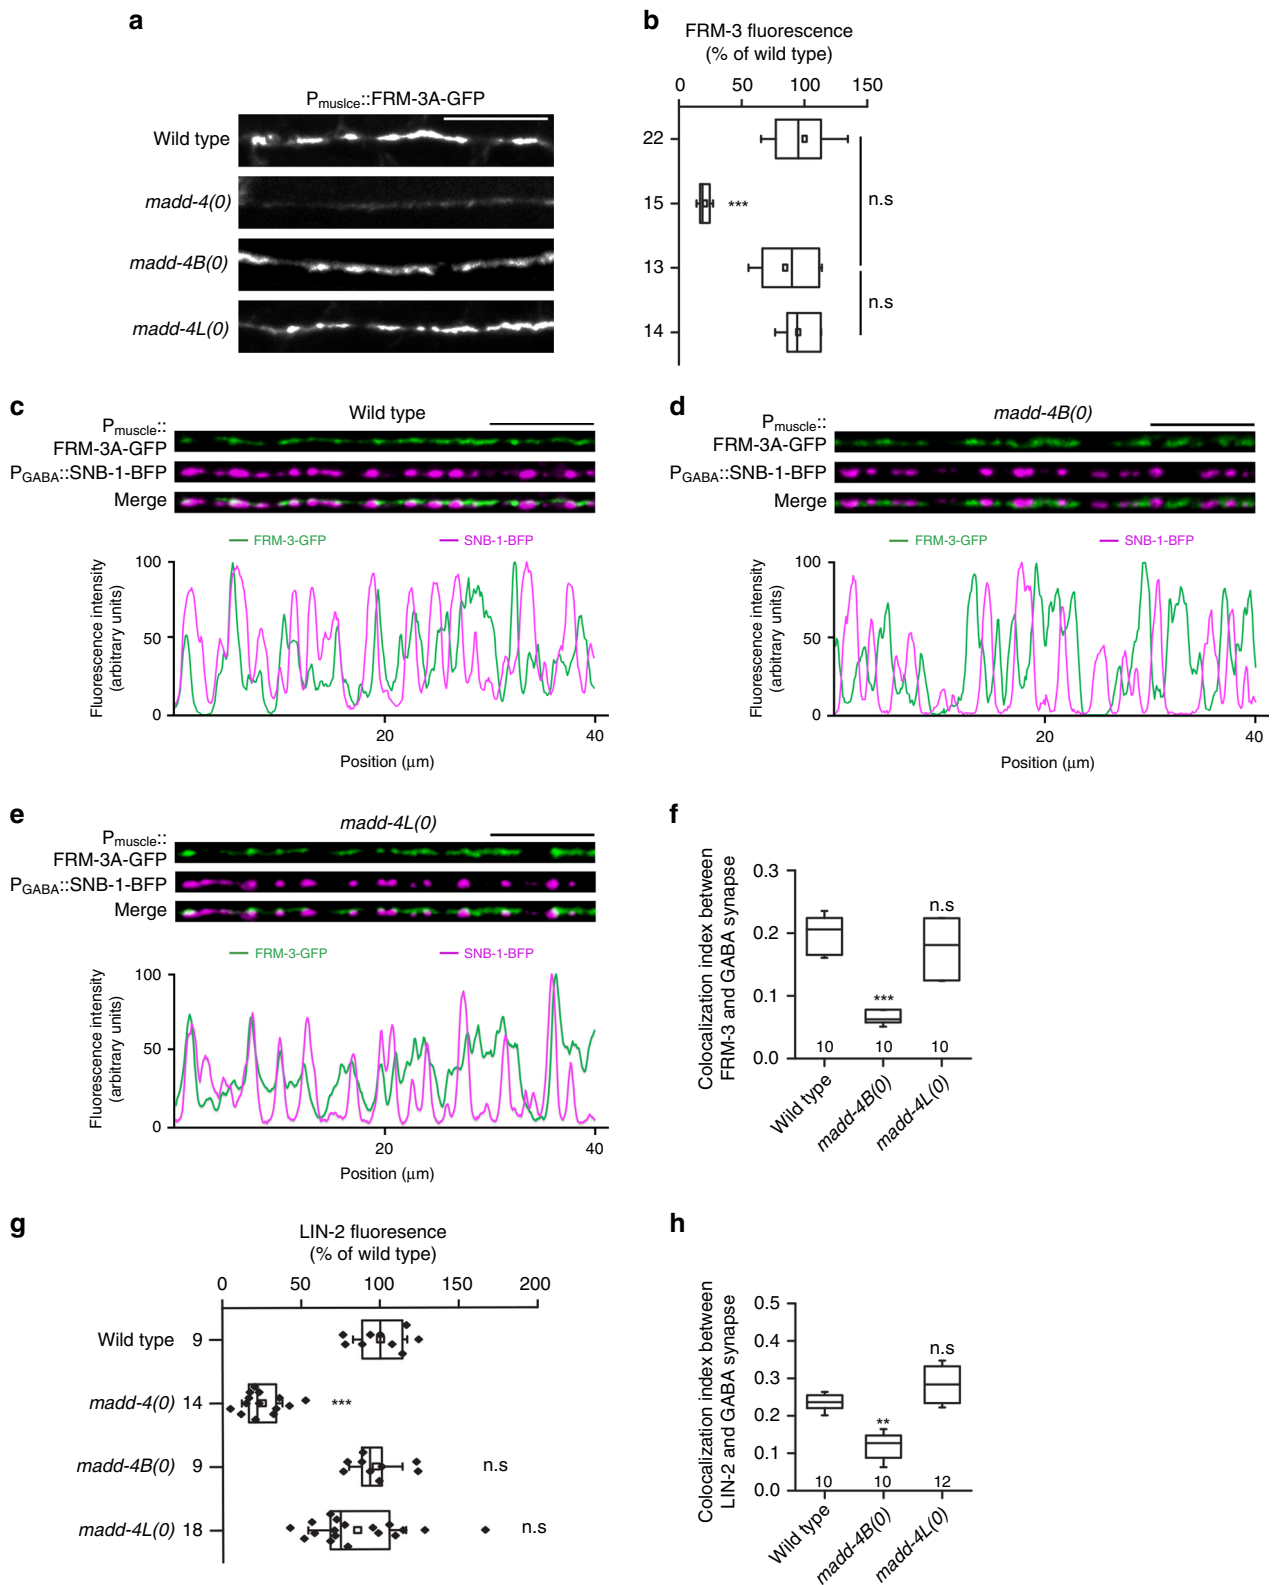 a
P muslce::FRM-3A-GFP
Wild type
madd-4(0)
madd-4B(0)
madd-4L(0)
b
FRM-3 fluorescence
(% of wild type)
0 50 100 150
22
15 ***
13
14
n.s
n.s
c
Wild type
P muscle::
FRM-3A-GFP
P GABA::SNB-1-BFP
Merge
FRM-3-GFP SNB-1-BFP
Fluorescence intensity
(arbitrary units)
100
50
0
20 40
Position (μm)
d
madd-4B(0)
P muscle::
FRM-3A-GFP
P GABA::SNB-1-BFP
Merge
FRM-3-GFP SNB-1-BFP
Fluorescence intensity
(arbitrary units)
100
50
0
20 40
Position (μm)
e
madd-4L(0)
P muscle::
FRM-3A-GFP
P GABA::SNB-1-BFP
Merge
FRM-3-GFP SNB-1-BFP
Fluorescence intensity
(arbitrary units)
100
50
0
20 40
Position (μm)
f
Colocalization index between
FRM-3 and GABA synapse
0.3
0.2
0.1
0.0
n.s
***
10 10 10
Wild type
madd-4B(0)
madd-4L(0)
g
LIN-2 fluoresence
(% of wild type)
0 50 100 150 200
Wild type 9
madd-4(0) 14 ***
madd-4B(0) 9 n.s
madd-4L(0) 18 n.s
h
Colocalization index between
LIN-2 and GABA synapse
0.5
0.4
0.3
0.2
0.1
0.0
n.s
**
10 10 12
Wild type
madd-4B(0)
madd-4L(0)